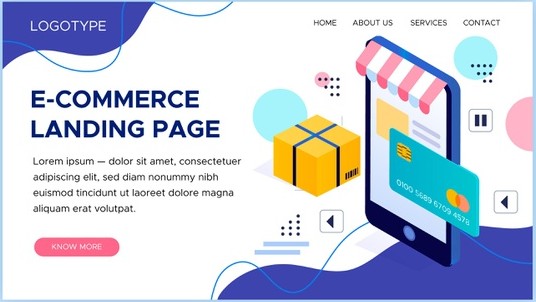 LOGOTYPE
HOME ABOUT US SERVICES CONTACT
E-COMMERCE
LANDING PAGE
Lorem ipsum — dolor sit amet, consectetuer
adipiscing elit, sed diam nonummy nibh
euismod tincidunt ut laoreet dolore magna
aliquam erat volutpat.
KNOW MORE
0100 5689 6709 4578